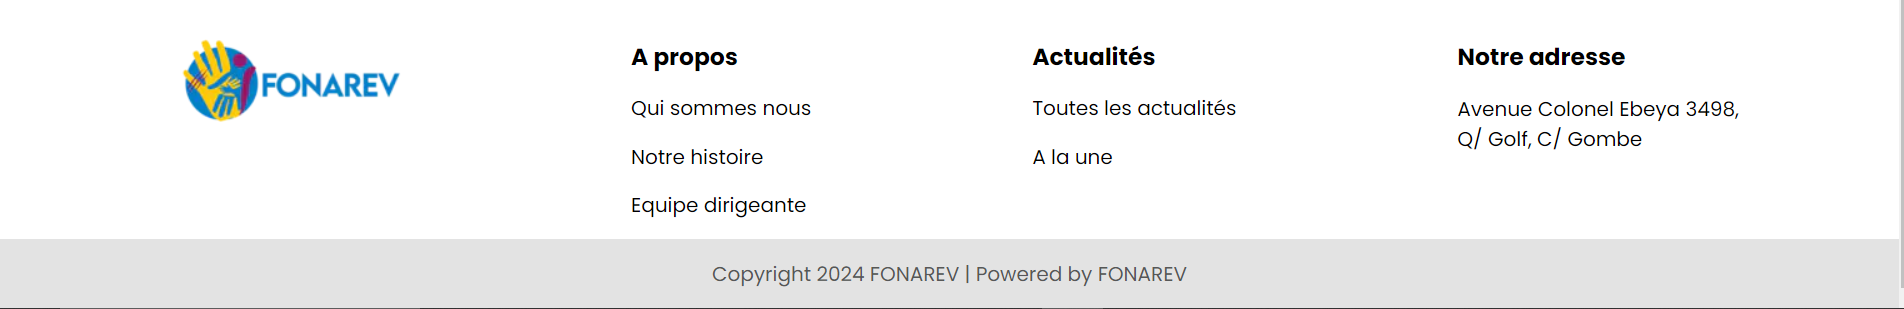 FONAREV
A propos
Qui sommes nous
Notre histoire
Equipe dirigeante
Actualités
Toutes les actualités
A la une
Notre adresse
Avenue Colonel Ebeya 3498,
Q/ Golf, C/ Gombe
Copyright 2024 FONAREV | Powered by FONAREV